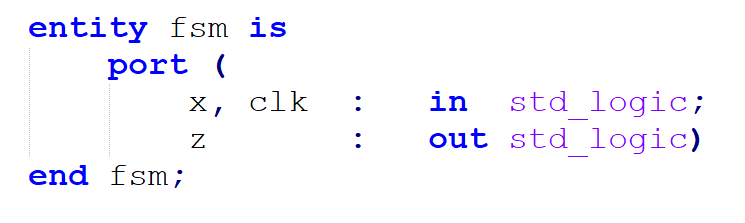 entity fsm is
port (
x, clk : in std_logic;
z : out std_logic)
end fsm;